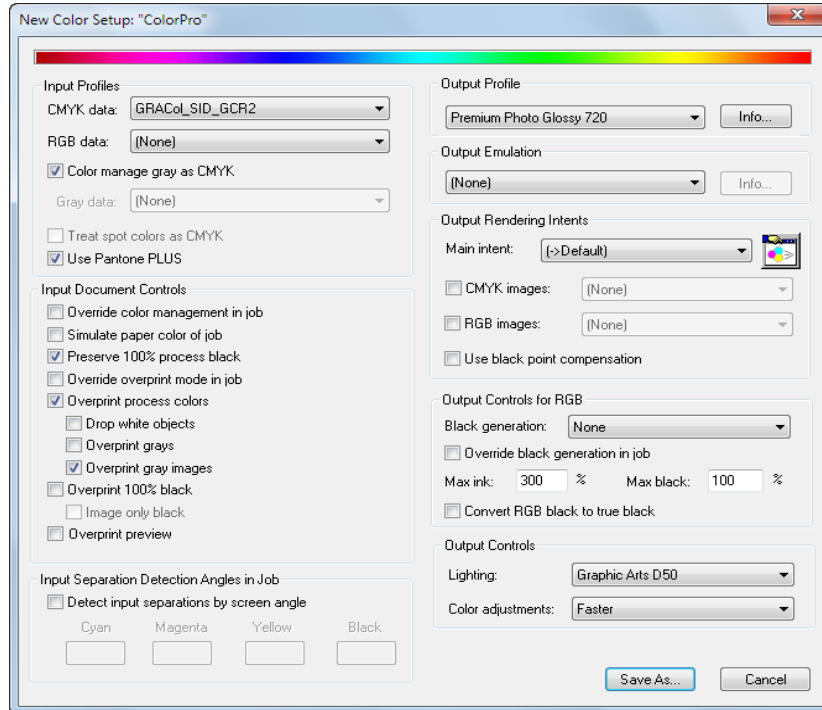 New Color Setup: "ColorPro"
Input Profiles
CMYK data: GRACol_SID_GCR2
RGB data: (None)
Color manage gray as CMYK
Gray data: (None)
Treat spot colors as CMYK
Use Pantone PLUS
Input Document Controls
Override color management in job
Simulate paper color of job
Preserve 100% process black
Override overprint mode in job
Overprint process colors
Drop white objects
Overprint grays
Overprint gray images
Overprint 100% black
Image only black
Overprint preview
Input Separation Detection Angles in Job
Detect input separations by screen angle
Cyan Magenta Yellow Black
Output Profile
Premium Photo Glossy 720 Info...
Output Emulation
(None) Info...
Output Rendering Intents
Main intent: (->Default)
CMYK images: (None)
RGB images: (None)
Use black point compensation
Output Controls for RGB
Black generation: None
Override black generation in job
Max ink: 300 % Max black: 100 %
Convert RGB black to true black
Output Controls
Lighting: Graphic Arts D50
Color adjustments: Faster
Save As... Cancel